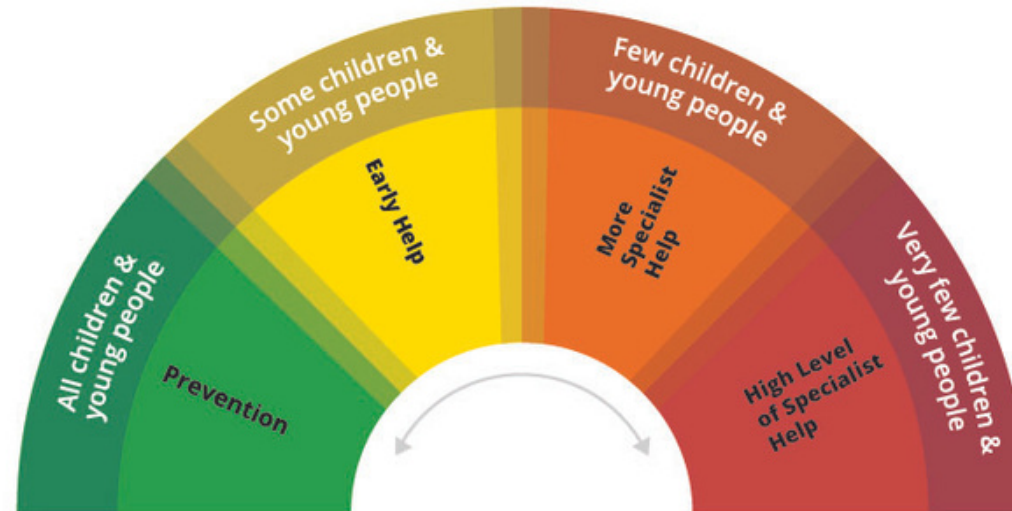 All children &
young people
Prevention
Some children &
young people
Early Help
Few children &
young people
More
Specialist
Help
Very few children &
young people
High Level
of Specialist
Help